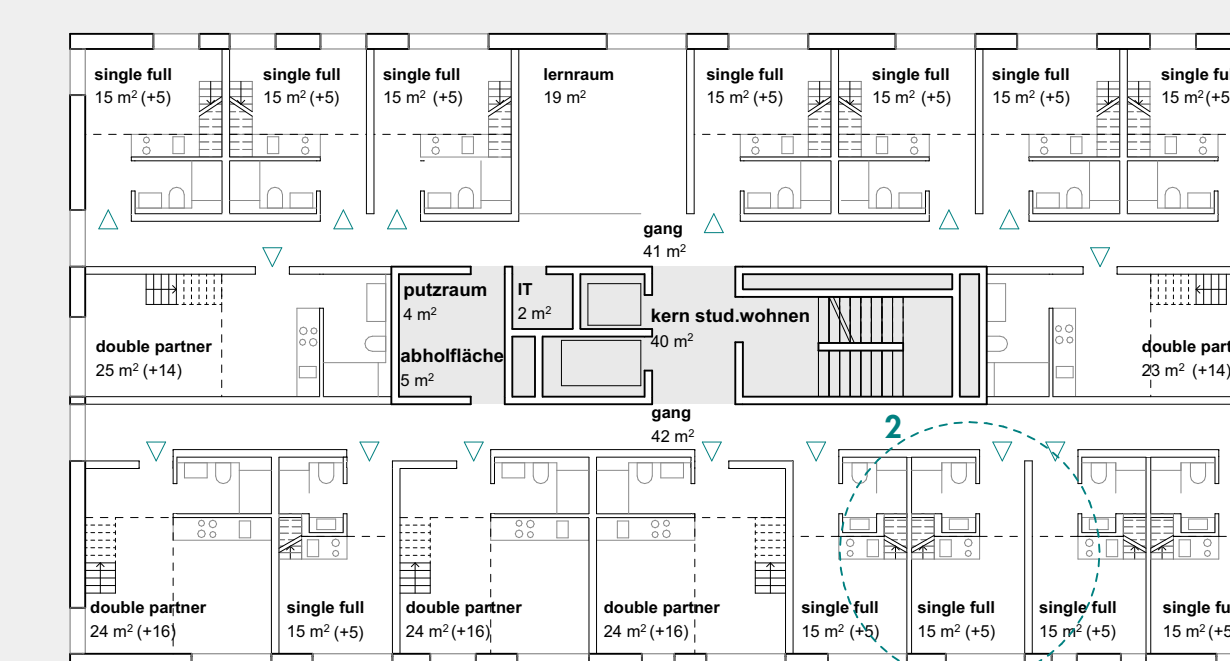 single full
15 m² (+5)
single full
15 m² (+5)
single full
15 m² (+5)
lernraum
19 m²
single full
15 m² (+5)
single full
15 m² (+5)
single full
15 m² (+5)
single fu
15 m² (+5
gang
41 m²
putzraum
4 m²
IT
2 m²
kern stud.wohnen
40 m²
double partner
25 m² (+14)
abholfläche
5 m²
double part
23 m² (+14)
gang
42 m²
2
double partner
24 m² (+16)
single full
15 m² (+5)
double partner
24 m² (+16)
double partner
24 m² (+16)
single full
15 m² (+5)
single full
15 m² (+5)
single full
15 m² (+5)
single fu
15 m² (+5